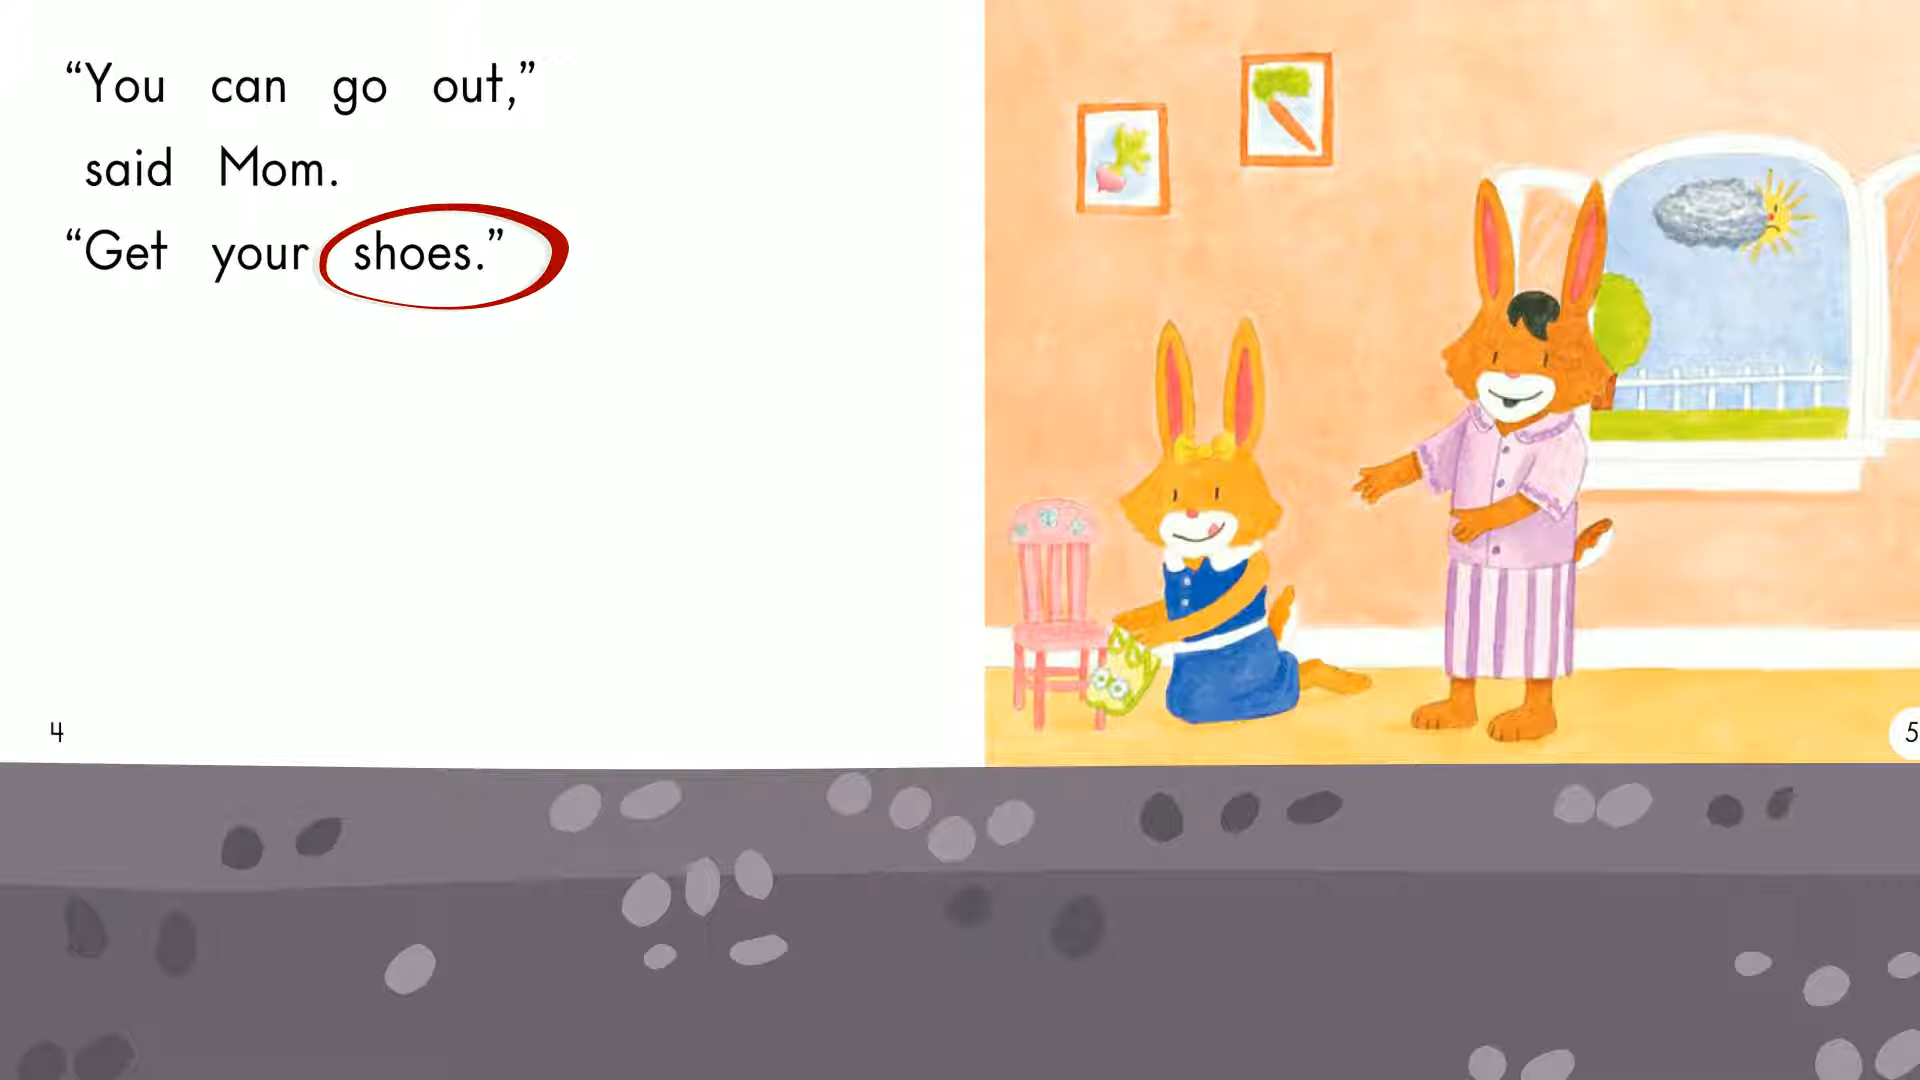 “You can go out,”
said Mom.
“Get your shoes.”
4
5